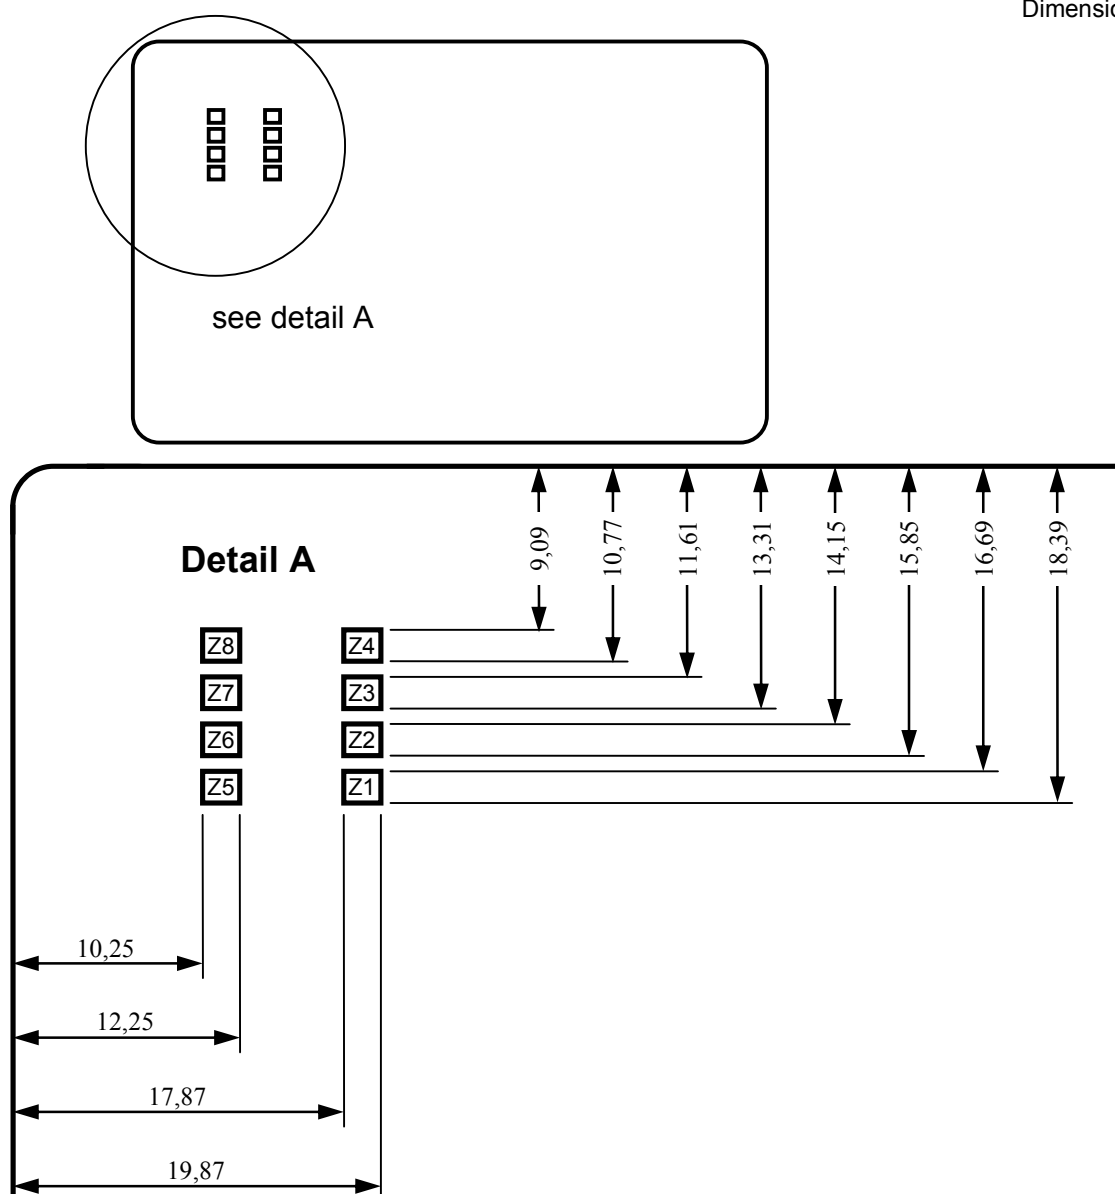 Dimensio
see detail A
9,09
10,77
11,61
13,31
14,15
15,85
16,69
18,39
Detail A
Z8 Z4
Z7 Z3
Z6 Z2
Z5 Z1
10,25
12,25
17,87
19,87